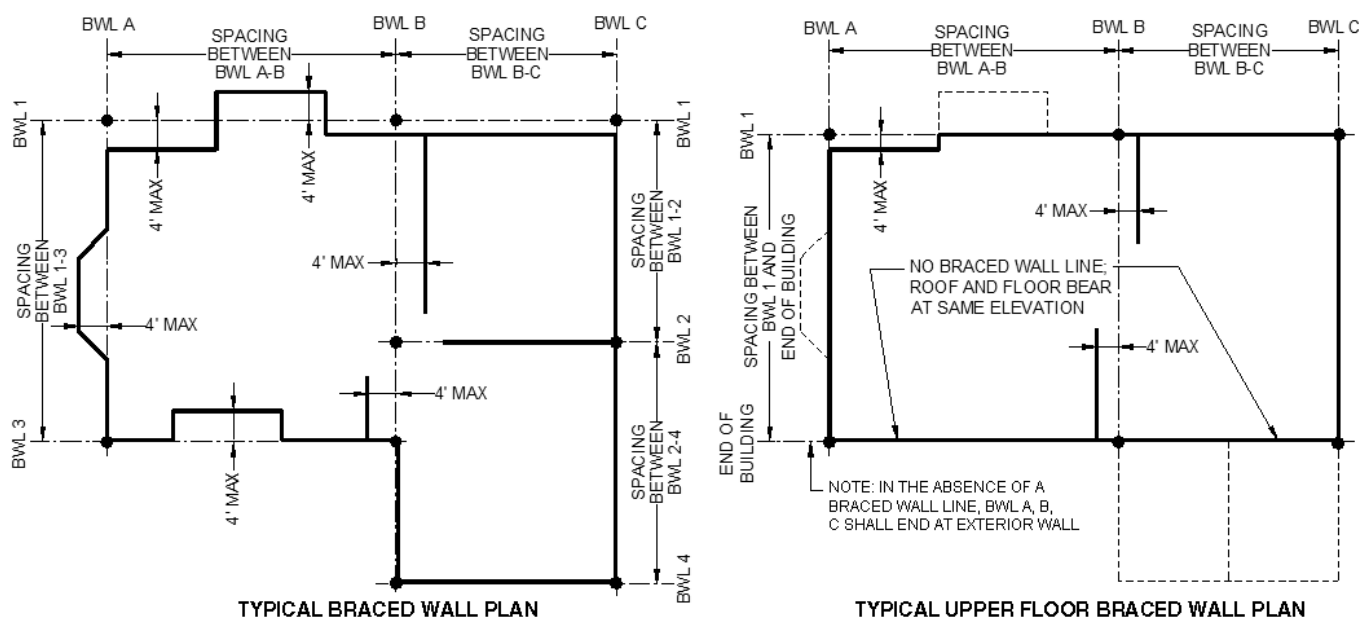 BWL A
BWL B
BWL C
SPACING
BETWEEN
BWL A-B
SPACING
BETWEEN
BWL B-C
BWL 1
BWL 1
4' MAX
4' MAX
SPACING
BETWEEN
BWL 1-3
SPACING
BETWEEN
BWL 1-2
4' MAX
4' MAX
BWL 2
4' MAX
BWL 3
4' MAX
SPACING
BETWEEN
BWL 2-4
BWL 4
TYPICAL BRACED WALL PLAN
BWL A
BWL B
BWL C
SPACING
BETWEEN
BWL A-B
SPACING
BETWEEN
BWL B-C
BWL 1
4' MAX
4' MAX
SPACING BETWEEN
BWL 1 AND
END OF BUILDING
NO BRACED WALL LINE;
ROOF AND FLOOR BEAR
AT SAME ELEVATION
4' MAX
END OF
BUILDING
NOTE: IN THE ABSENCE OF A
BRACED WALL LINE, BWL A, B,
C SHALL END AT EXTERIOR WALL
TYPICAL UPPER FLOOR BRACED WALL PLAN